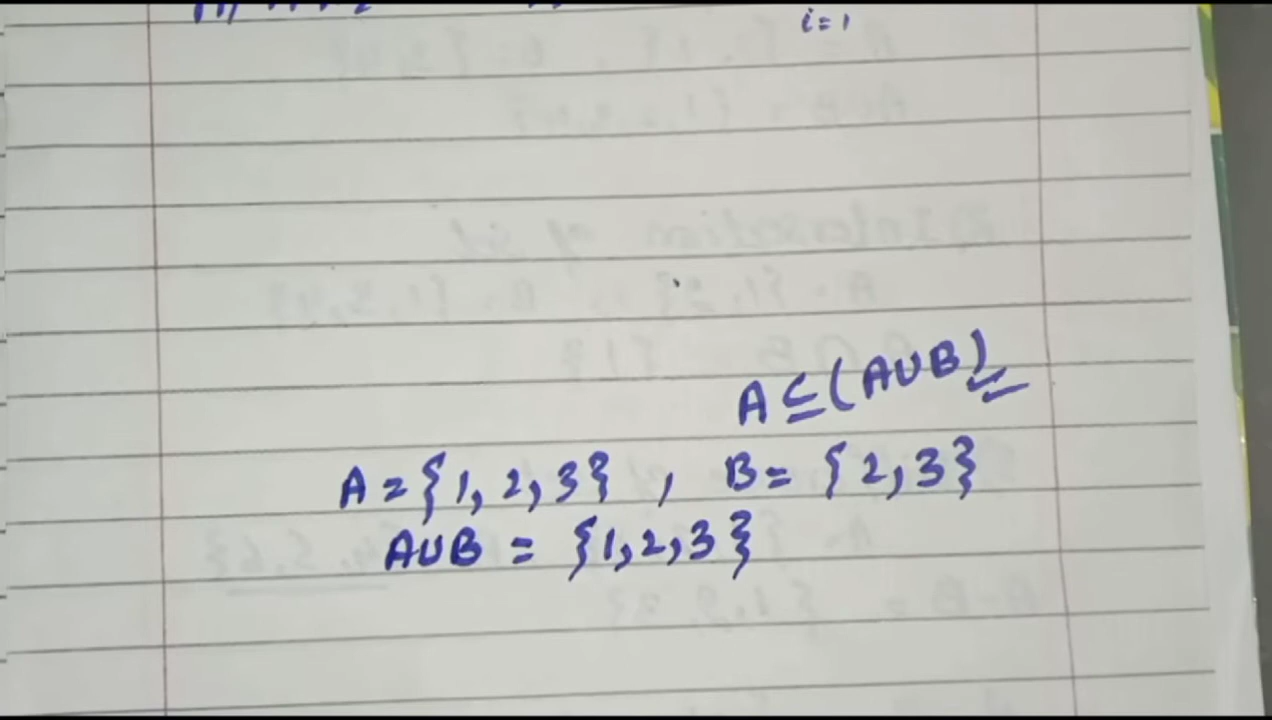 i=1
A⊆(A∪B)
A={1,2,3}, B={2,3}
A∪B={1,2,3}